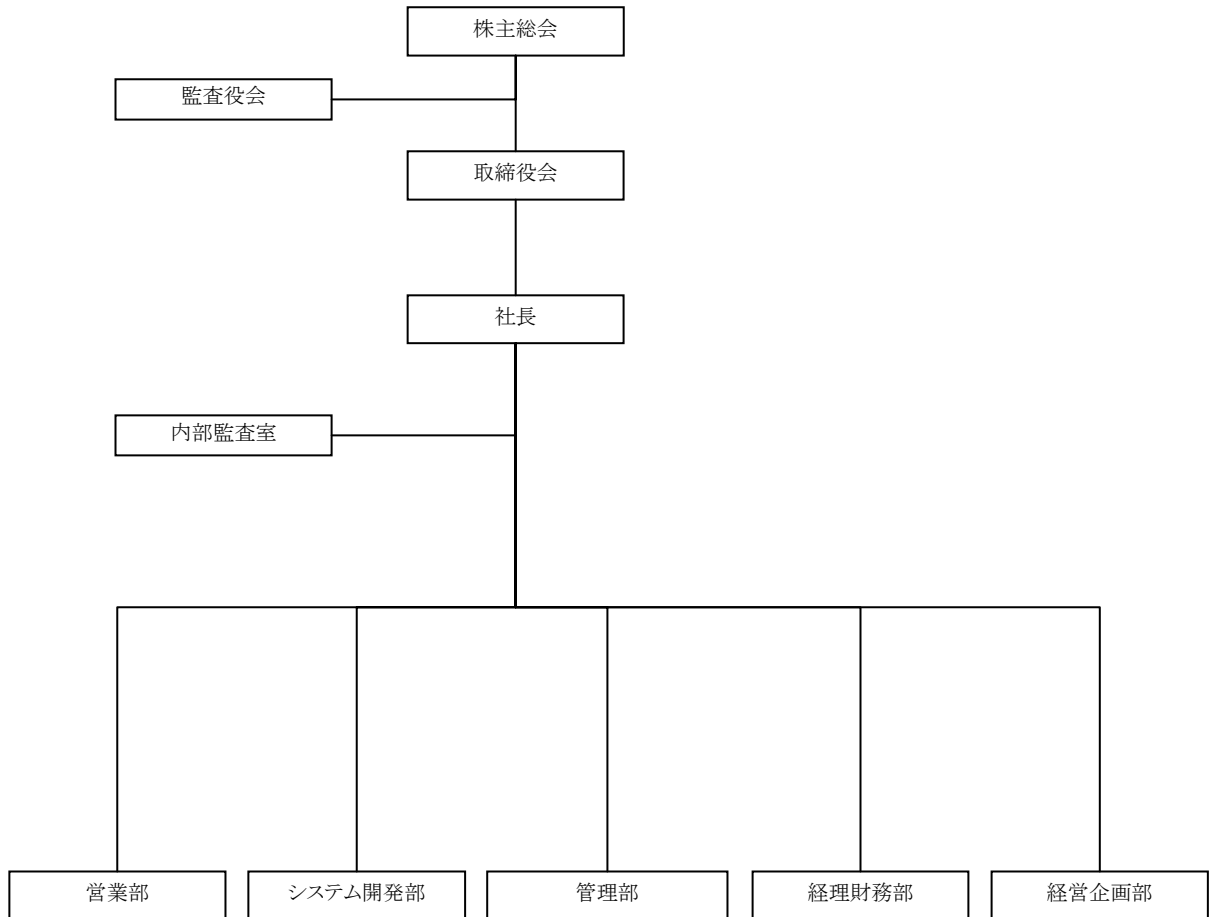 株主総会
監査役会
取締役会
社長
内部監査室
営業部
システム開発部
管理部
経理財務部
経営企画部